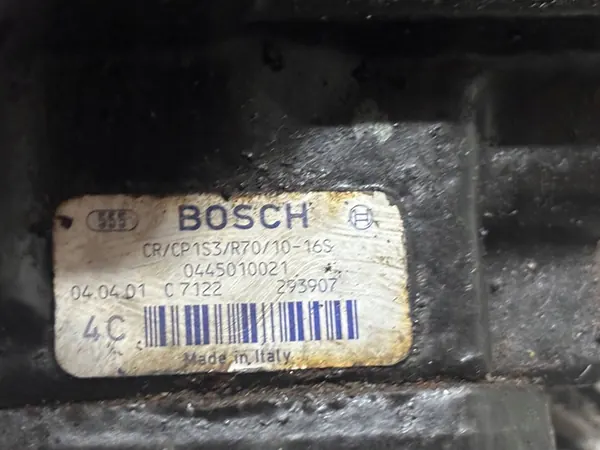 555 BOSCH
CR/CP1S3/R70/10-16S
0445010021
04.04.01 C 7122 293907
4C
Made in Italy